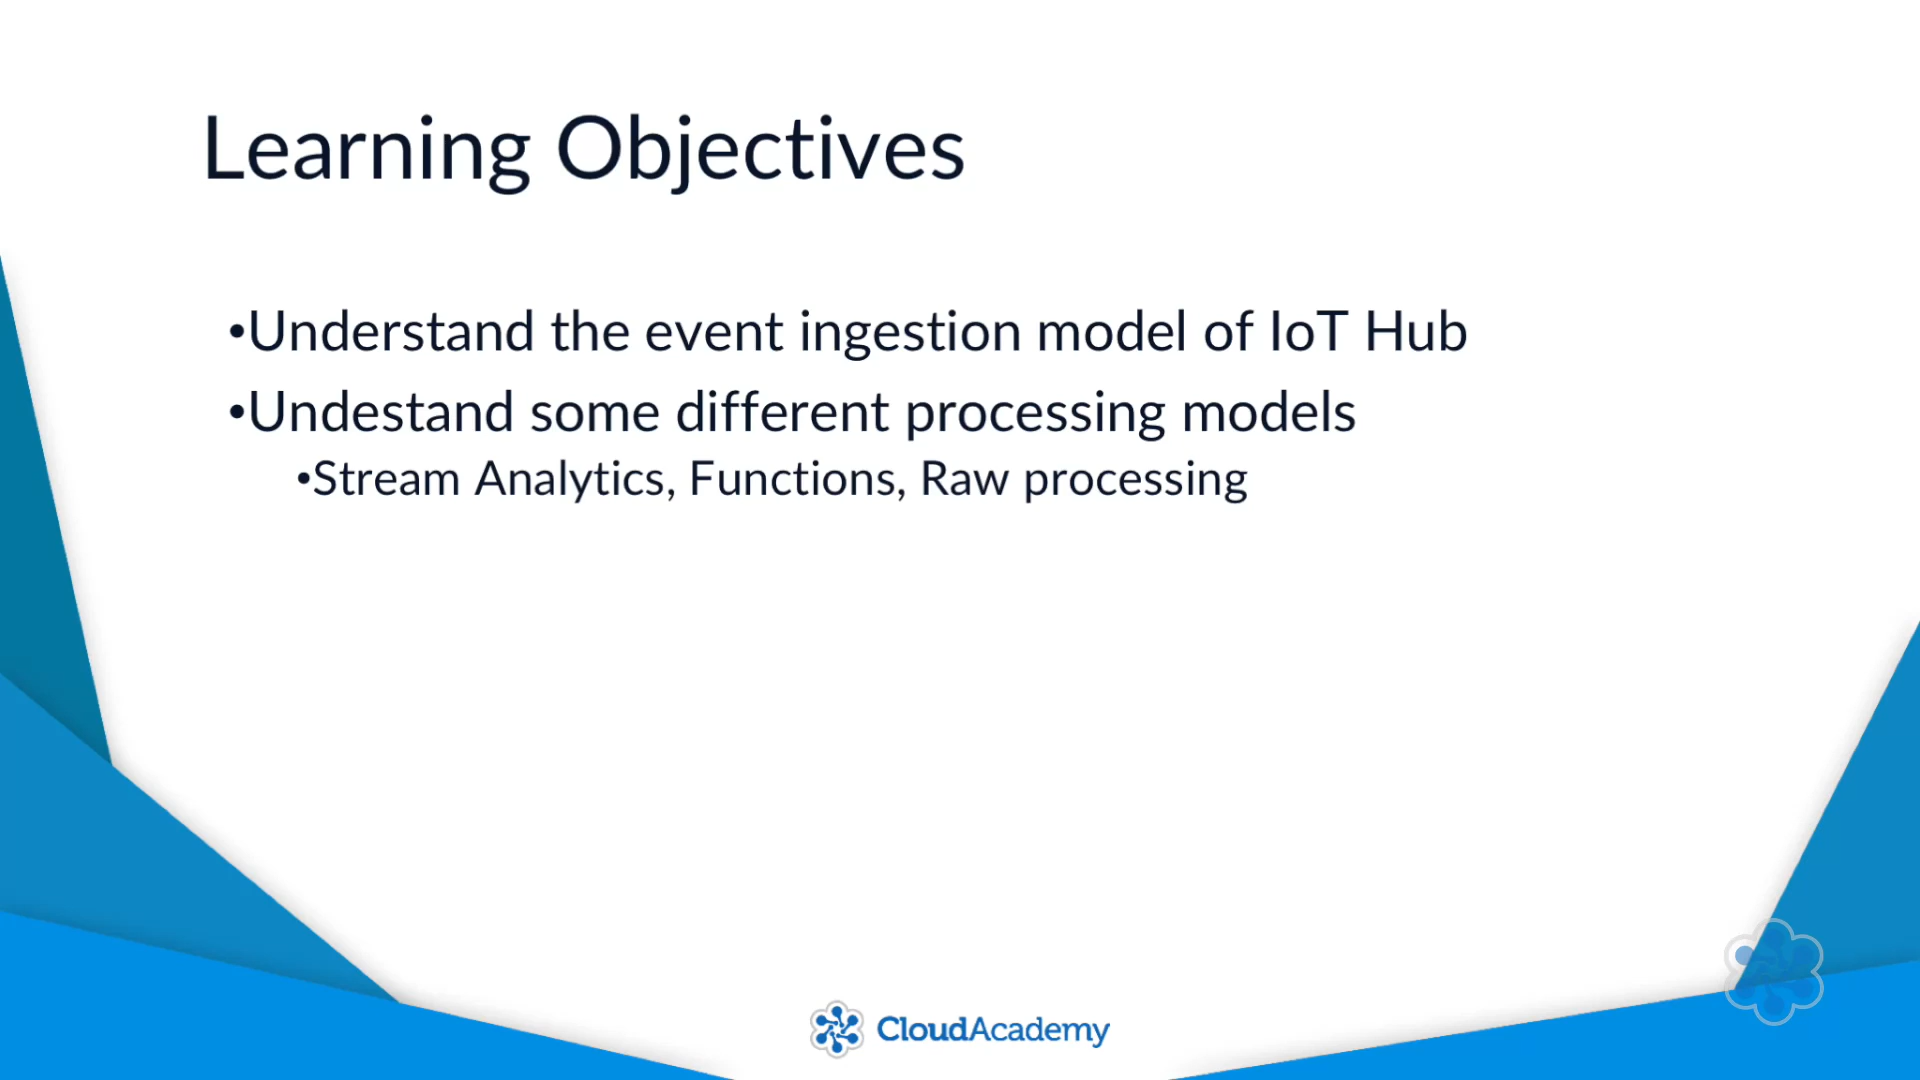 Learning Objectives
•Understand the event ingestion model of IoT Hub
•Undestand some different processing models
•Stream Analytics, Functions, Raw processing
CloudAcademy